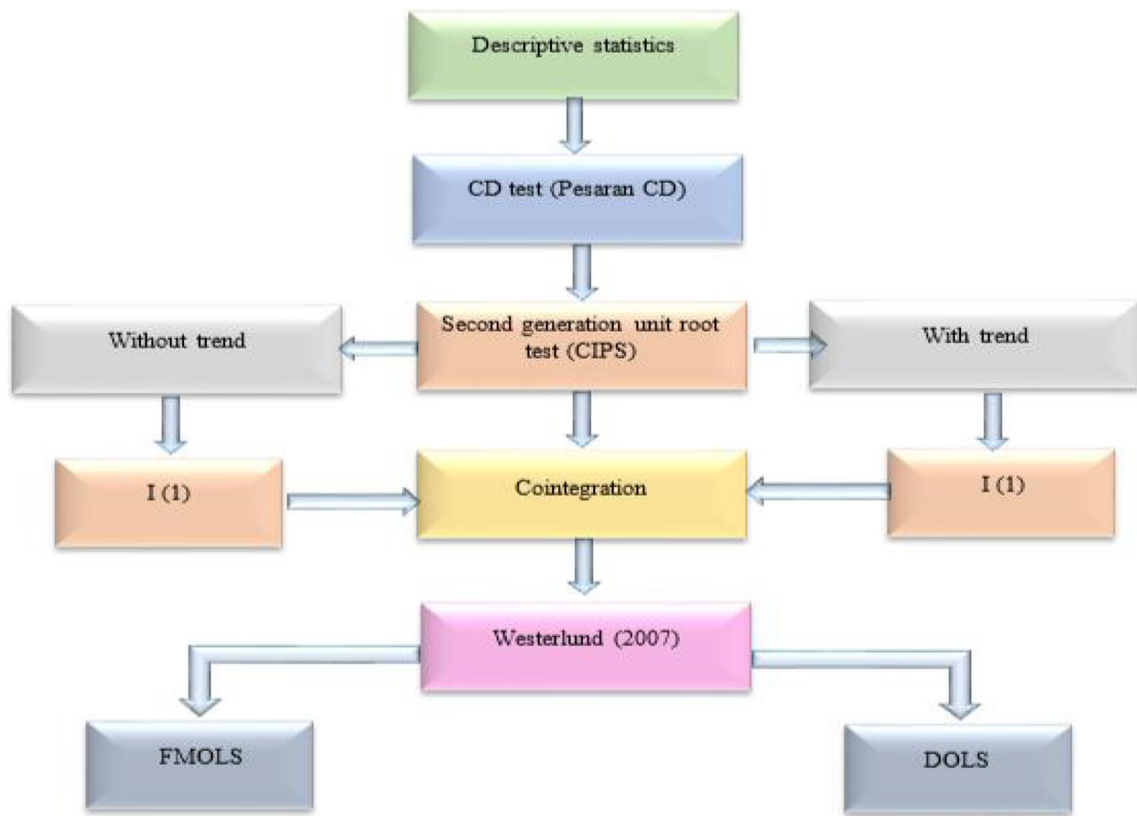 Descriptive statistics
CD test (Pesaran CD)
Without trend
Second generation unit root
test (CIPS)
With trend
I (1)
Cointegration
I (1)
Westerlund (2007)
FMOLS
DOLS